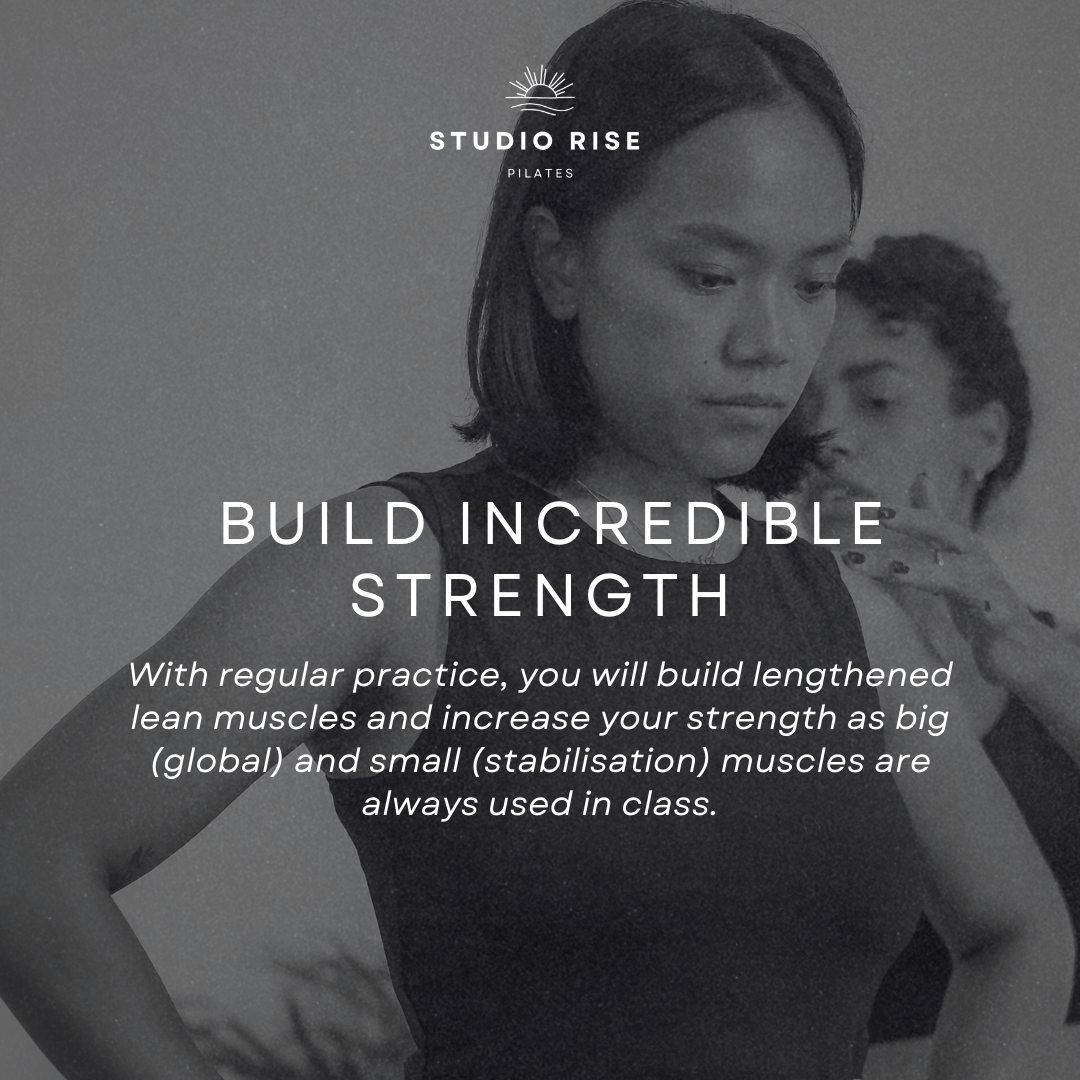 STUDIO RISE
PILATES
BUILD INCREDIBLE
STRENGTH
With regular practice, you will build lengthened
lean muscles and increase your strength as big
(global) and small (stabilisation) muscles are
always used in class.